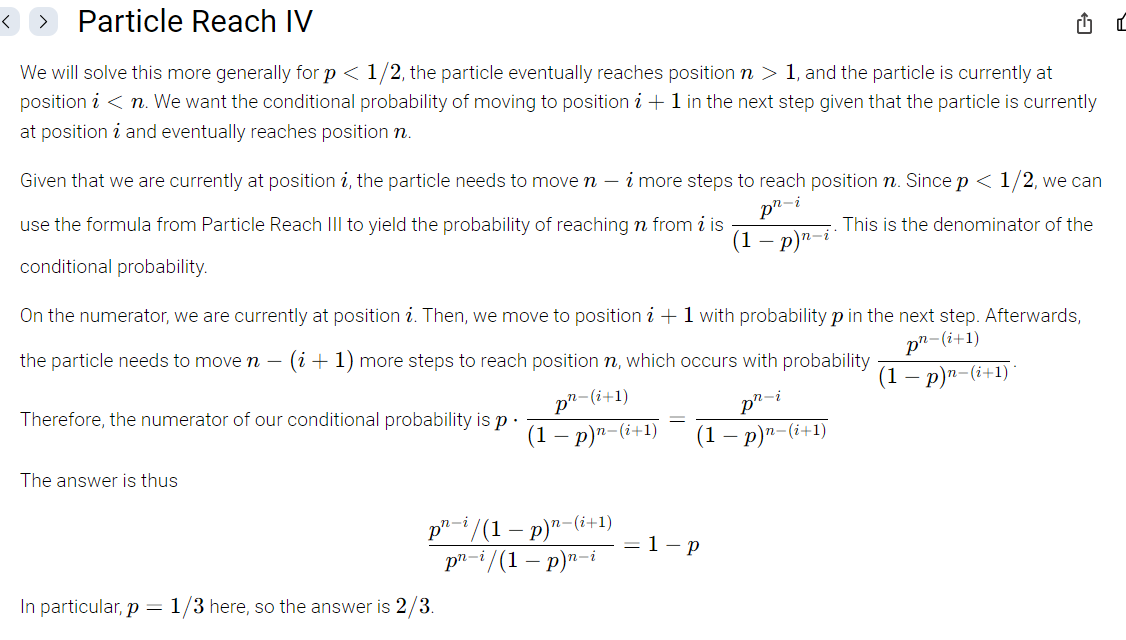 Particle Reach IV
We will solve this more generally for p < 1/2, the particle eventually reaches position n > 1, and the particle is currently at
position i < n. We want the conditional probability of moving to position i + 1 in the next step given that the particle is currently
at position i and eventually reaches position n.
Given that we are currently at position i, the particle needs to move n − i more steps to reach position n. Since p < 1/2, we can
use the formula from Particle Reach III to yield the probability of reaching n from i is p^{n−i}/(1 − p)^{n−i}. This is the denominator of the
conditional probability.
On the numerator, we are currently at position i. Then, we move to position i + 1 with probability p in the next step. Afterwards,
the particle needs to move n − (i + 1) more steps to reach position n, which occurs with probability p^{n−(i+1)}/(1 − p)^{n−(i+1)}.
Therefore, the numerator of our conditional probability is p · p^{n−(i+1)}/(1 − p)^{n−(i+1)} = p^{n−i}/(1 − p)^{n−(i+1)}
The answer is thus
(p^{n−i}/(1 − p)^{n−(i+1)})/(p^{n−i}/(1 − p)^{n−i}) = 1 − p
In particular, p = 1/3 here, so the answer is 2/3.